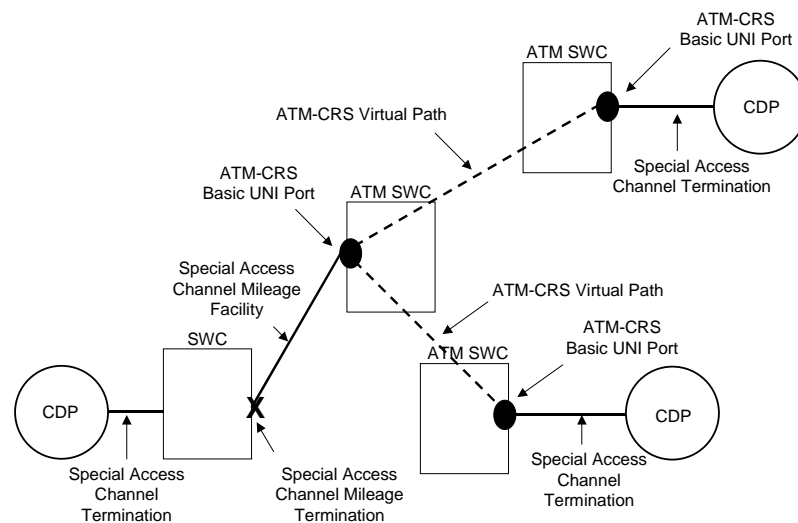 ATM-CRS
Basic UNI Port
ATM SWC
CDP
ATM-CRS Virtual Path
Special Access
Channel Termination
ATM-CRS
Basic UNI Port
ATM SWC
Special Access
Channel Mileage
Facility
ATM-CRS Virtual Path
SWC
ATM-CRS
Basic UNI Port
ATM SWC
CDP
X
CDP
Special Access
Channel
Termination
Special Access
Channel Mileage
Termination
Special Access
Channel
Termination